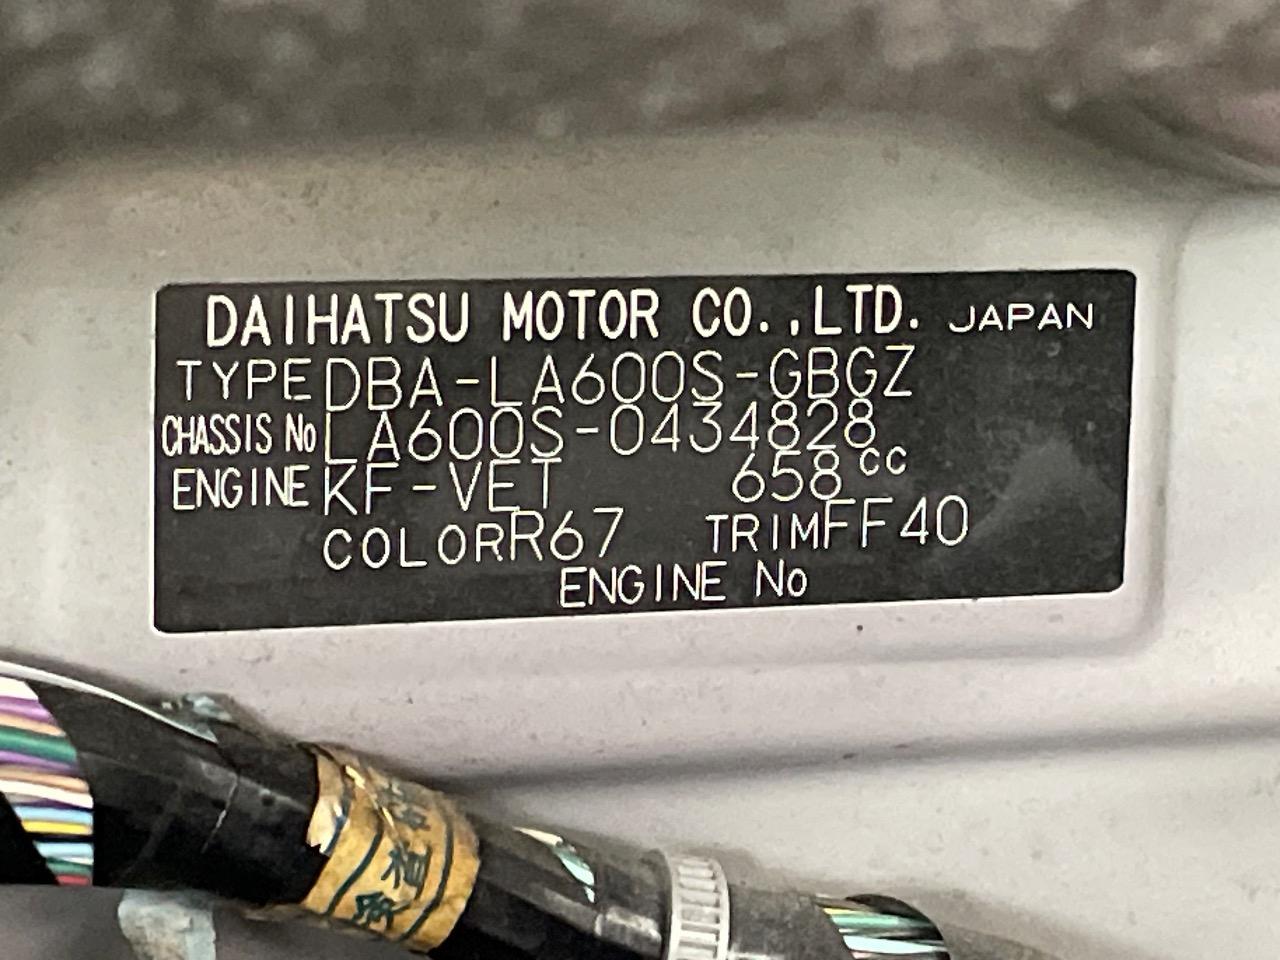 DAIHATSU MOTOR CO.,LTD. JAPAN
TYPE DBA-LA600S-GBGZ
CHASSIS No LA600S-0434828
ENGINE KF-VET 658cc
COLOR R67 TRIM FF40
ENGINE No